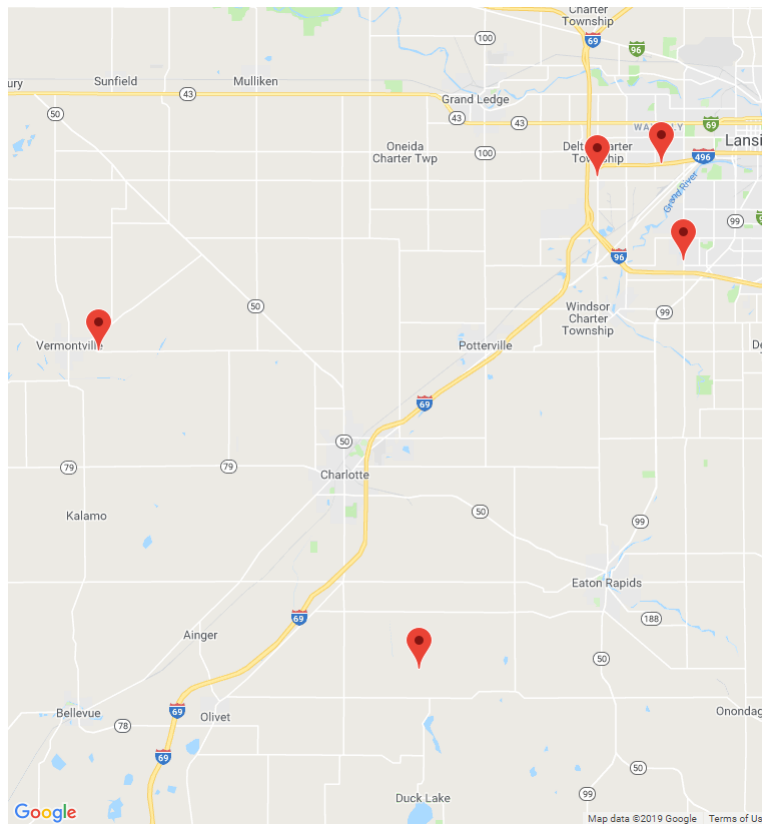 Charter
Township
100
69
96
ury
Sunfield
Mulliken
43
Grand Ledge
50
43
43
69
Oneida
Charter Twp
100
Township
496
Lansi
Grand River
99
96
50
Windsor
Charter
Township
99
Vermontville
Potterville
69
50
79
79
Charlotte
50
Kalamo
99
Eaton Rapids
69
188
Ainger
50
Bellevue
78
69
Olivet
Onondag
69
50
99
Duck Lake
Google
Map data ©2019 Google
Terms of Us